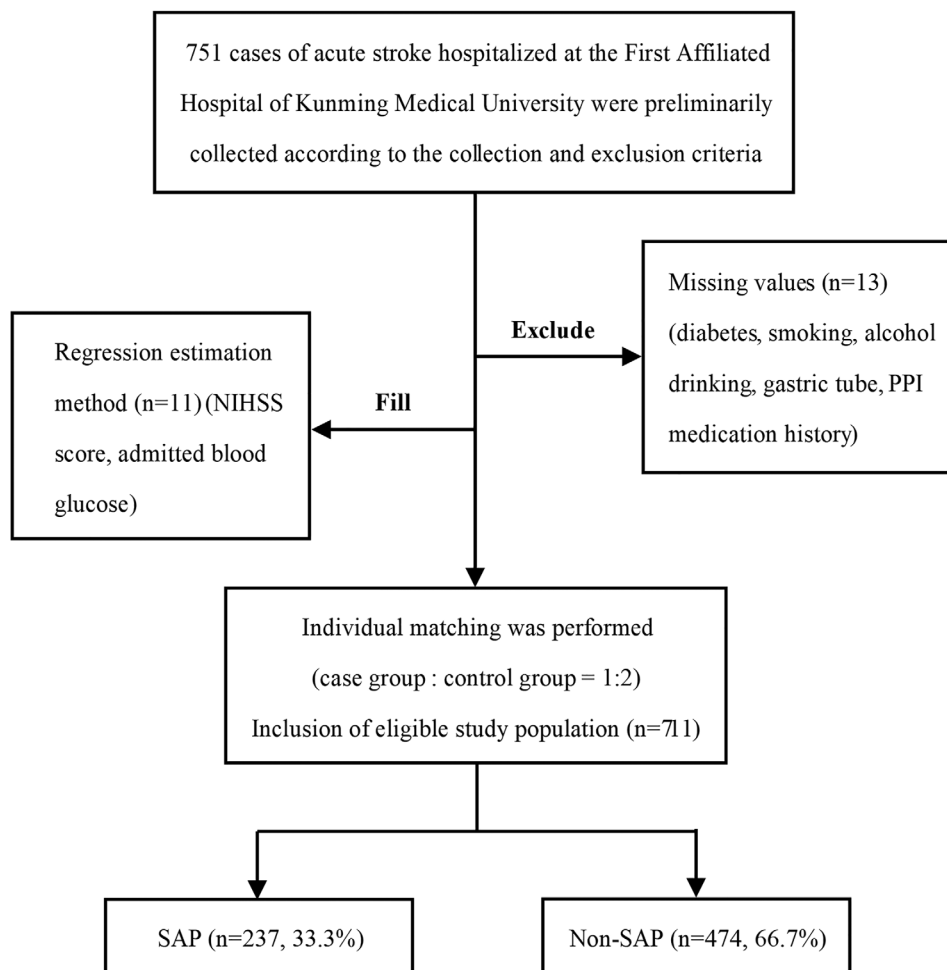 751 cases of acute stroke hospitalized at the First Affiliated
Hospital of Kunming Medical University were preliminarily
collected according to the collection and exclusion criteria
Missing values (n=13)
(diabetes, smoking, alcohol
drinking, gastric tube, PPI
medication history)
Exclude
Regression estimation
method (n=11) (NIHSS
score, admitted blood
glucose)
Fill
Individual matching was performed
(case group : control group = 1:2)
Inclusion of eligible study population (n=711)
SAP (n=237, 33.3%)
Non-SAP (n=474, 66.7%)